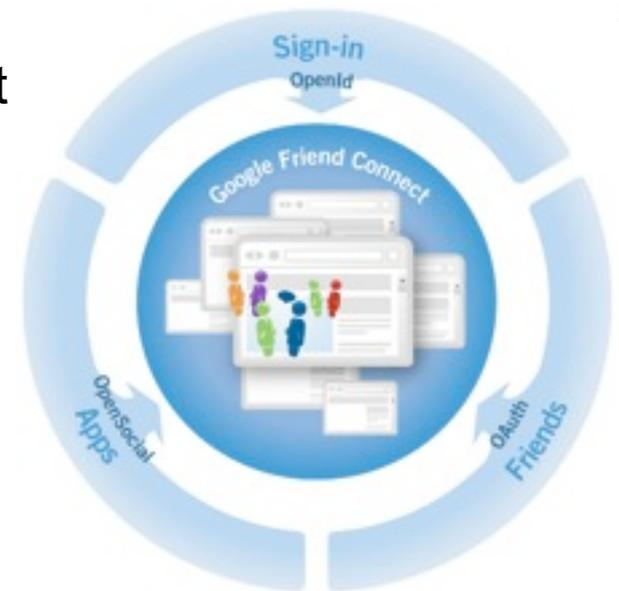 t
Sign-in
OpenId
Google Friend Connect
OpenSocial
Apps
OAuth
Friends